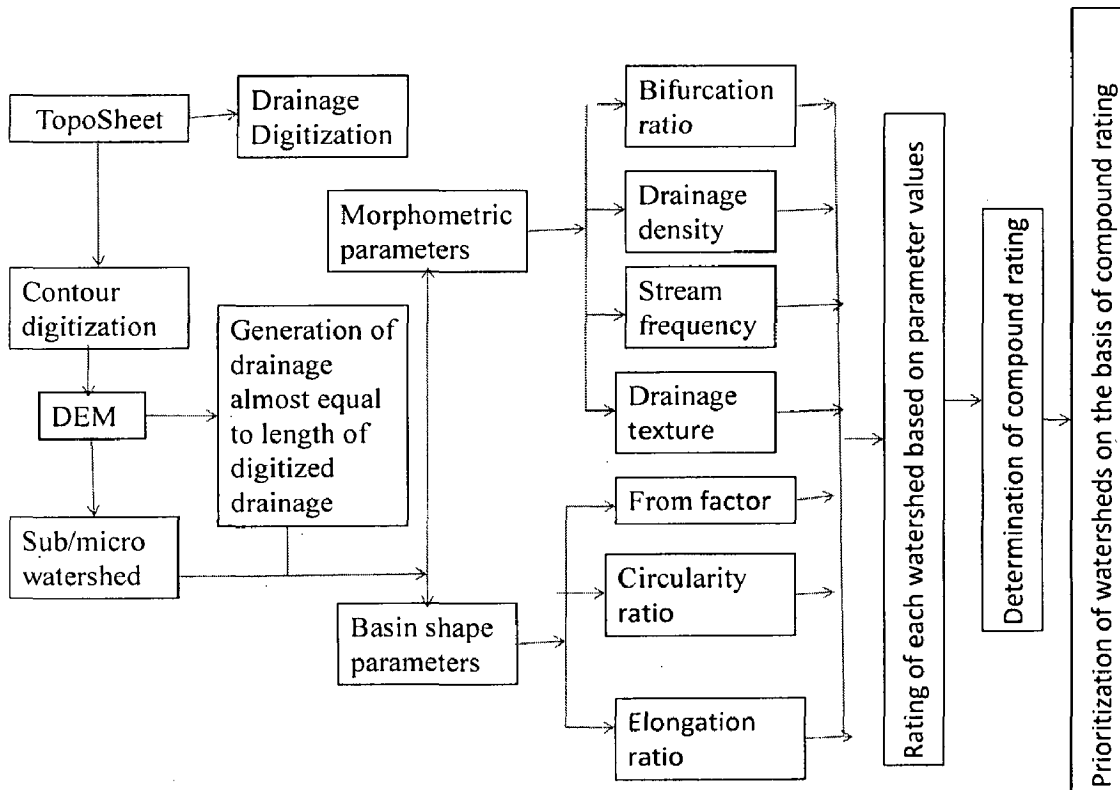 TopoSheet
Drainage
Digitization
Contour
digitization
DEM
Generation of
drainage
almost equal
to length of
digitized
drainage
Sub/micro
watershed
Morphometric
parameters
Basin shape
parameters
Bifurcation
ratio
Drainage
density
Stream
frequency
Drainage
texture
From factor
Circularity
ratio
Elongation
ratio
Rating of each watershed based on parameter values
Determination of compound rating
Prioritization of watersheds on the basis of compound rating